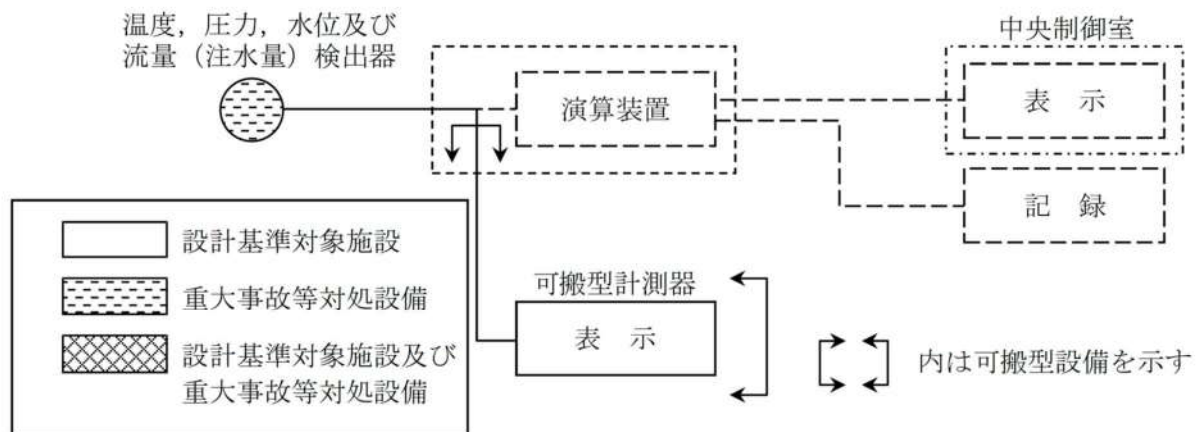 温度，圧力，水位及び
流量（注水量）検出器
中央制御室
演算装置
表　示
記　録
設計基準対象施設
重大事故等対処設備
設計基準対象施設及び
重大事故等対処設備
可搬型計測器
表　示
内は可搬型設備を示す